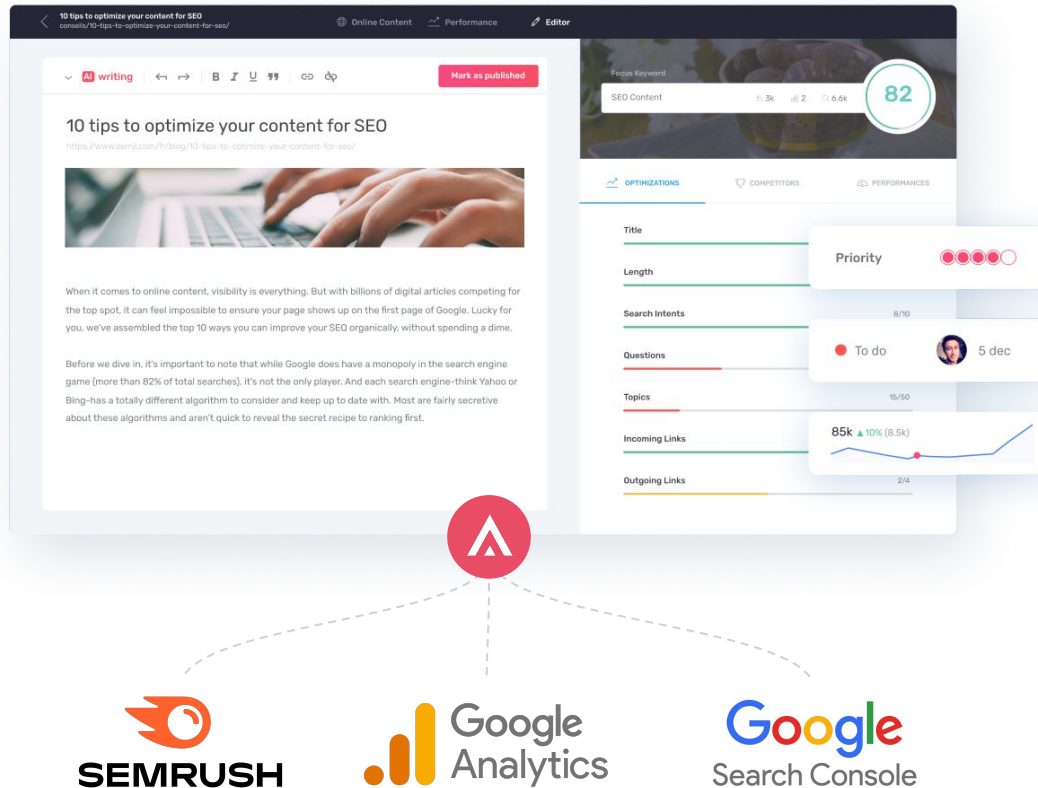 10 tips to optimize your content for SEO
conseils/10-tips-to-optimize-your-content-for-seo/
Online Content
Performance
Editor
AI writing
B I U
Mark as published
10 tips to optimize your content for SEO
https://www.semji.com/fr/blog/10-tips-to-optimize-your-content-for-seo/
When it comes to online content, visibility is everything. But with billions of digital articles competing for
the top spot, it can feel impossible to ensure your page shows up on the first page of Google. Lucky for
you, we've assembled the top 10 ways you can improve your SEO organically, without spending a dime.
Before we dive in, it's important to note that while Google does have a monopoly in the search engine
game (more than 82% of total searches), it's not the only player. And each search engine-think Yahoo or
Bing-has a totally different algorithm to consider and keep up to date with. Most are fairly secretive
about these algorithms and aren't quick to reveal the secret recipe to ranking first.
Focus Keyword
SEO Content
3k
2
6.6k
82
OPTIMIZATIONS
COMPETITORS
PERFORMANCES
Title
Length
Search Intents
8/10
Questions
Topics
15/50
Incoming Links
Outgoing Links
2/4
Priority
To do
5 dec
85k ▲ 10% (8.5k)
SEMRUSH
Google
Analytics
Google
Search Console